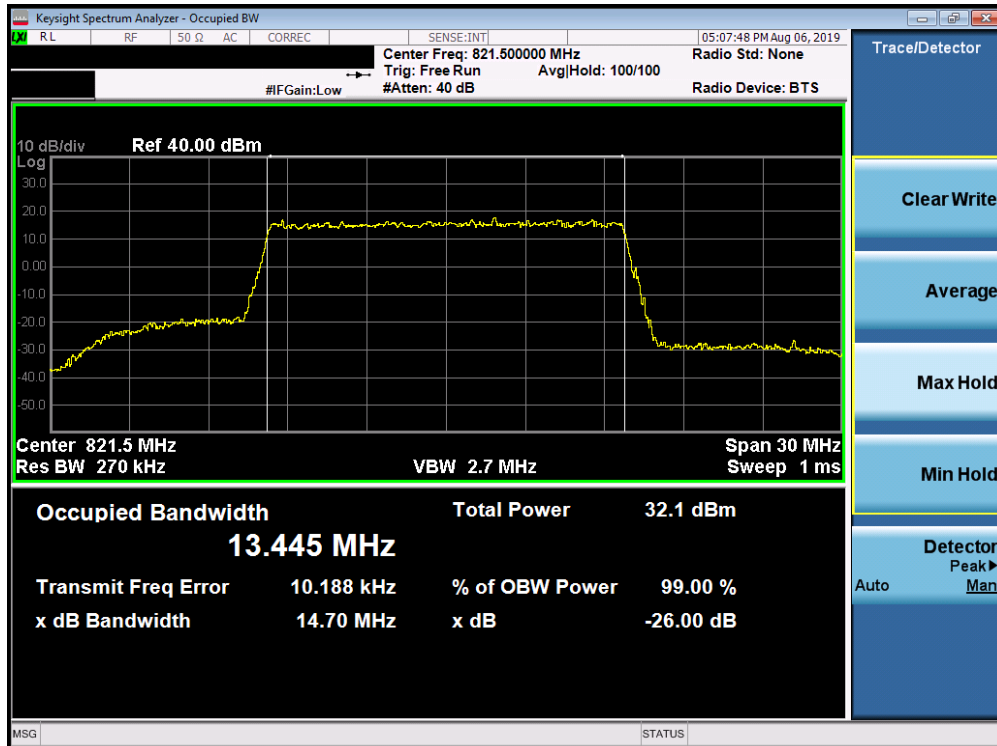 Keysight Spectrum Analyzer - Occupied BW
LXI RL RF 50 Ω AC CORREC SENSE:INT 05:07:48 PM Aug 06, 2019
Center Freq: 821.500000 MHz Radio Std: None
Trig: Free Run Avg|Hold: 100/100
#IFGain:Low #Atten: 40 dB Radio Device: BTS
10 dB/div Ref 40.00 dBm
Log
30.0
20.0
10.0
0.00
-10.0
-20.0
-30.0
-40.0
-50.0
Center 821.5 MHz Span 30 MHz
Res BW 270 kHz VBW 2.7 MHz Sweep 1 ms
Occupied Bandwidth Total Power 32.1 dBm
13.445 MHz
Transmit Freq Error 10.188 kHz % of OBW Power 99.00 %
x dB Bandwidth 14.70 MHz x dB -26.00 dB
MSG STATUS
Trace/Detector
Clear Write
Average
Max Hold
Min Hold
Detector
Peak
Auto Man